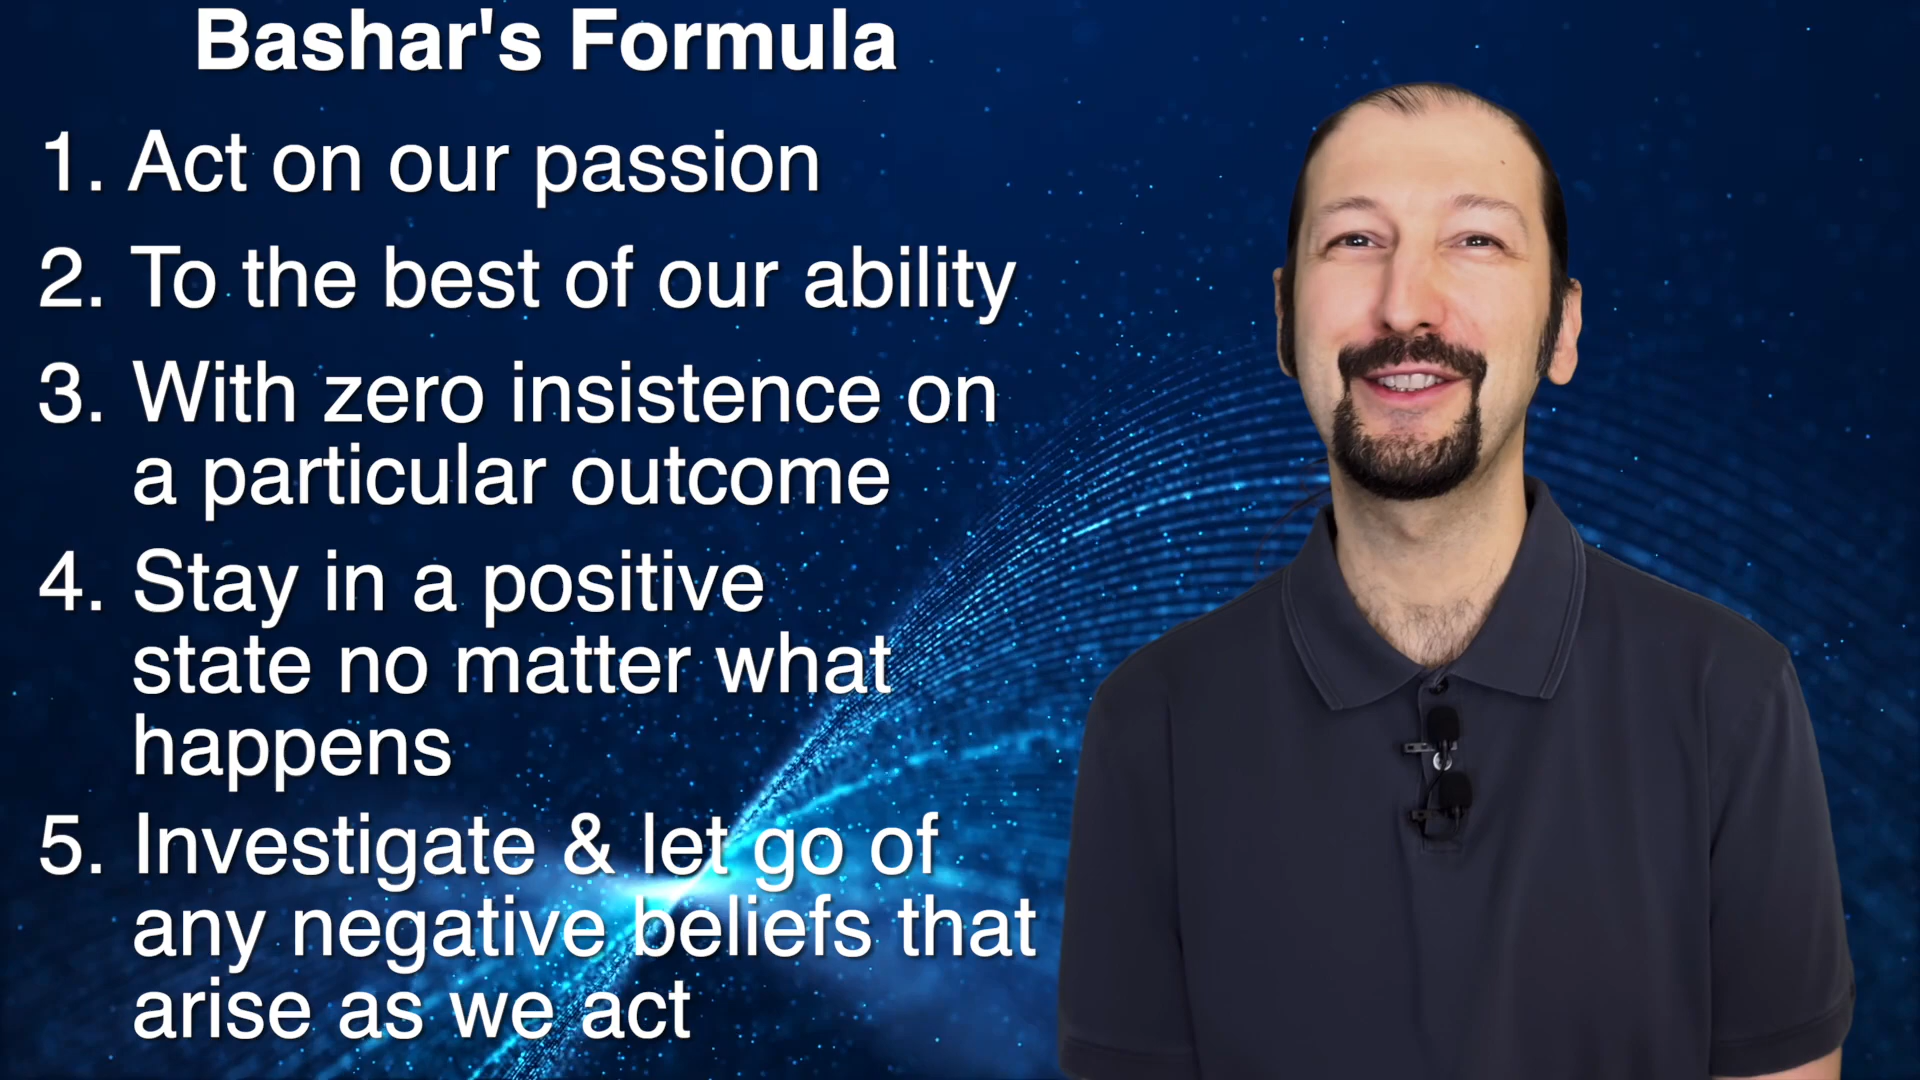 Bashar's Formula
1. Act on our passion
2. To the best of our ability
3. With zero insistence on
a particular outcome
4. Stay in a positive
state no matter what
happens
5. Investigate & let go of
any negative beliefs that
arise as we act